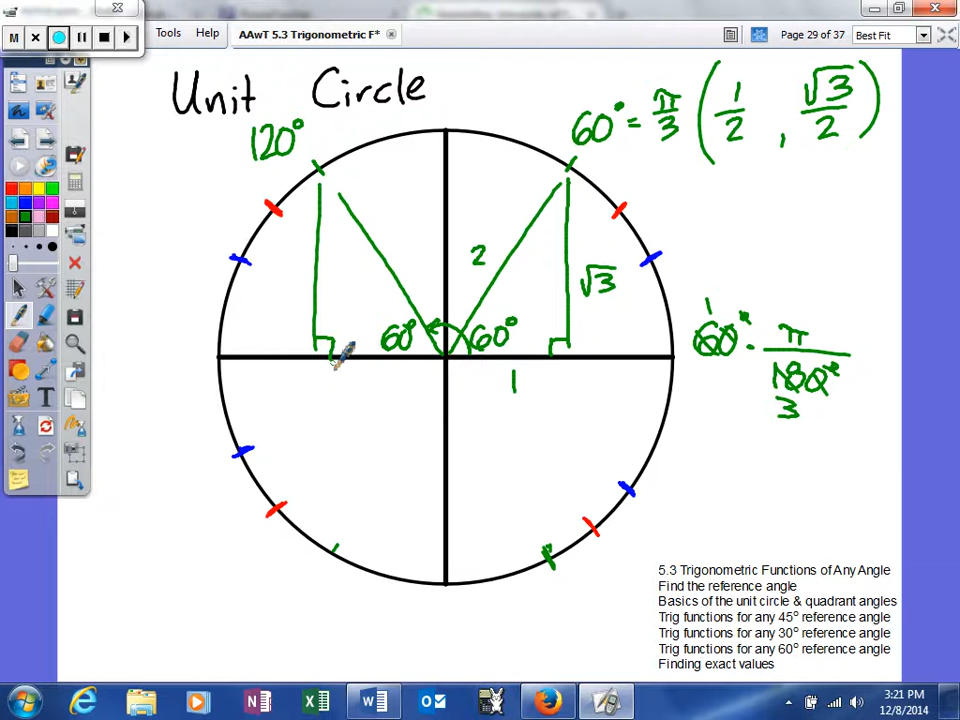 M
Tools Help AAwT 5.3 Trigonometric F* Page 29 of 37 Best Fit
Unit Circle
120°
60° = π/3 (1/2 , √3/2)
2
√3
60° 60°
1
1
60° · π/180°
3
5.3 Trigonometric Functions of Any Angle
Find the reference angle
Basics of the unit circle & quadrant angles
Trig functions for any 45° reference angle
Trig functions for any 30° reference angle
Trig functions for any 60° reference angle
Finding exact values
3:21 PM
12/8/2014